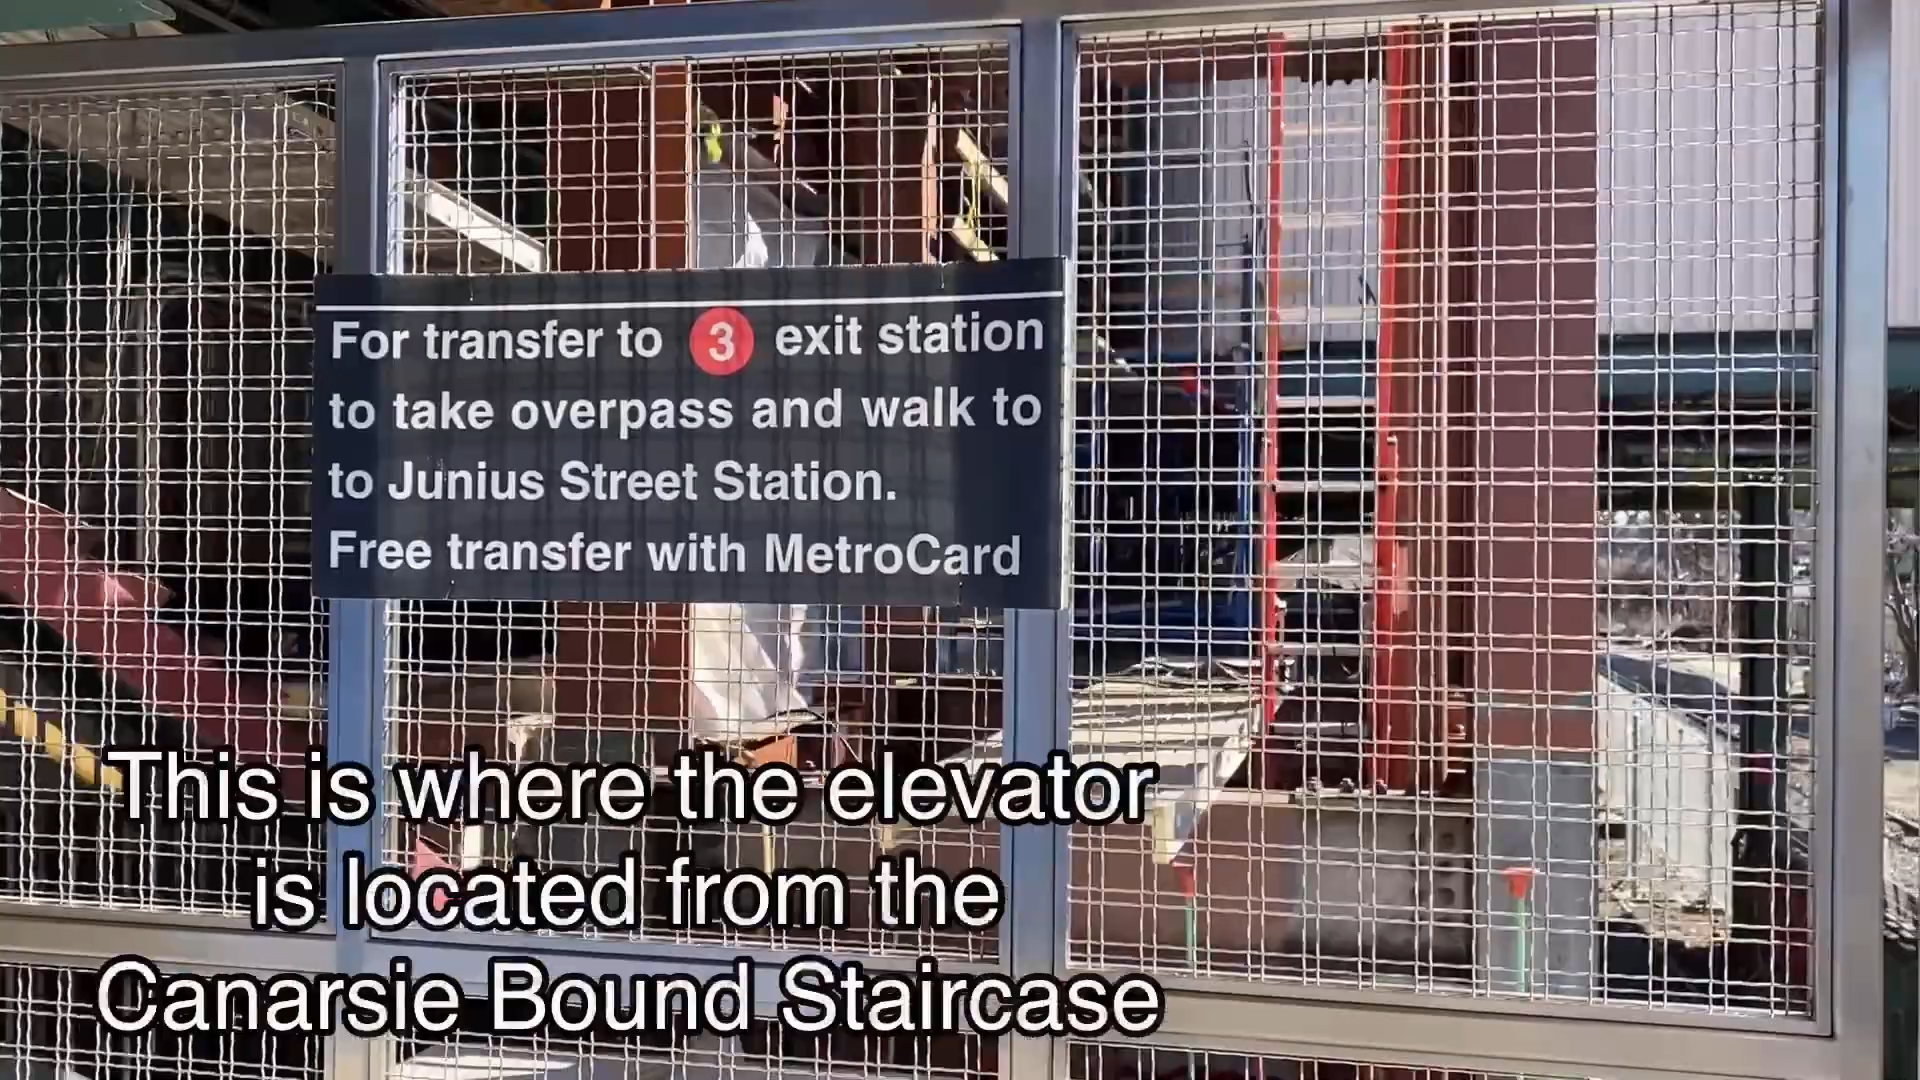 For transfer to 3 exit station
to take overpass and walk to
to Junius Street Station.
Free transfer with MetroCard
This is where the elevator
is located from the
Canarsie Bound Staircase